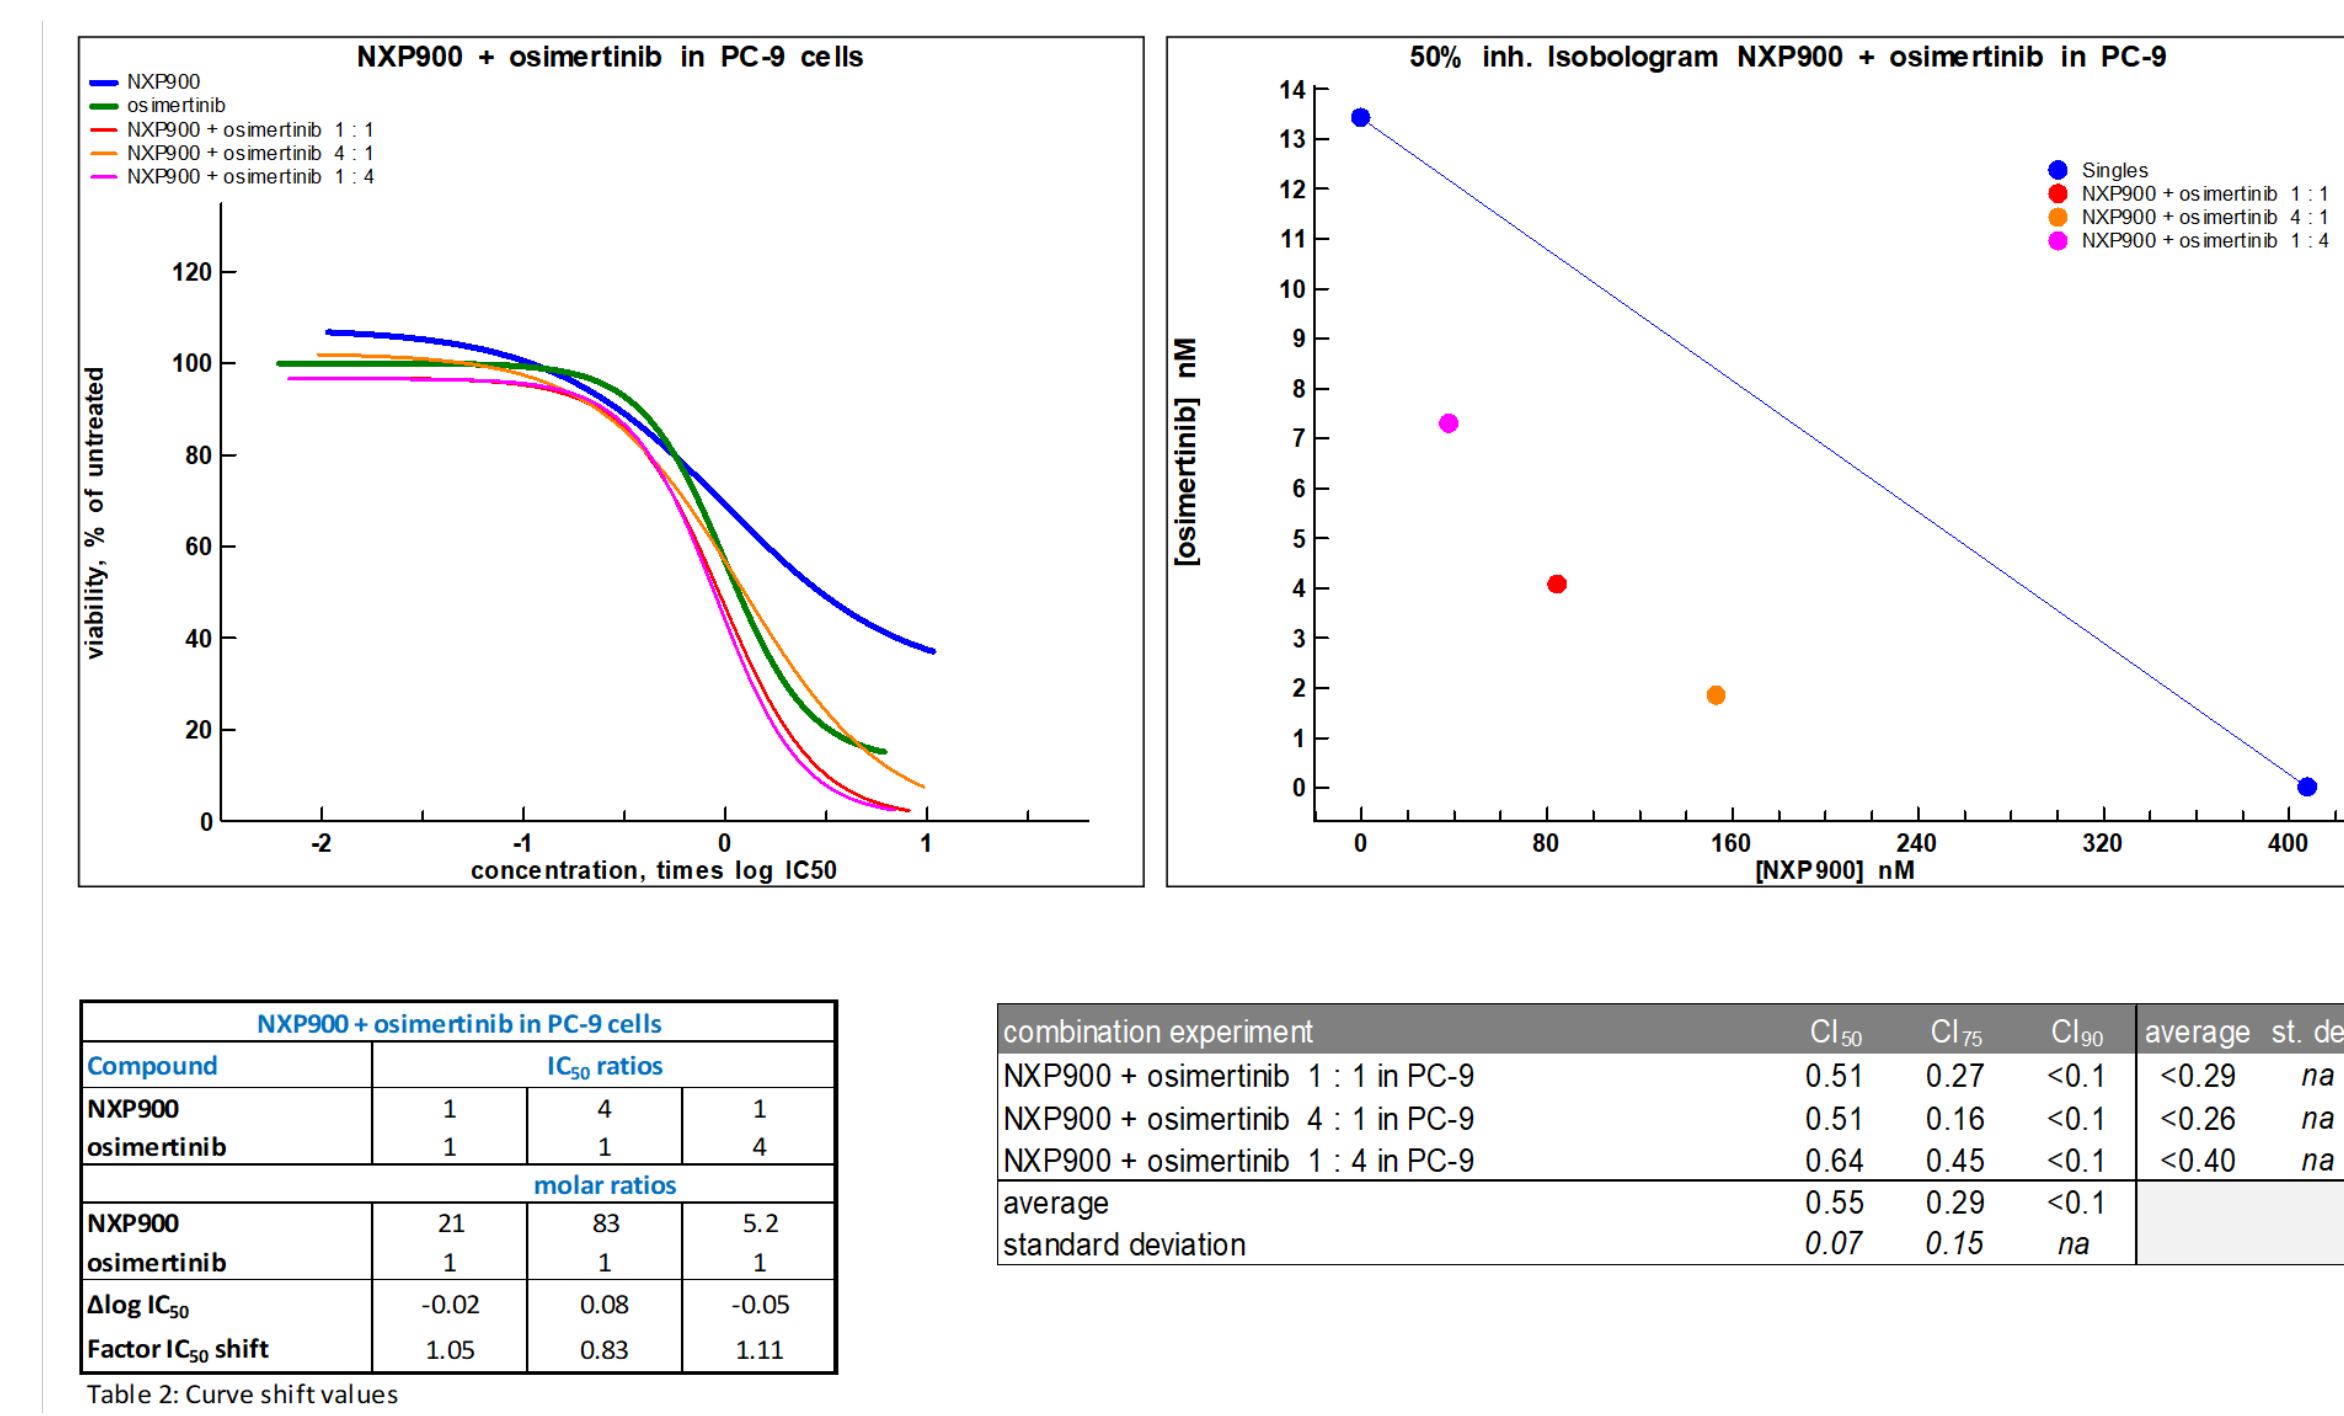 NXP900 + osimertinib in PC-9 cells
NXP900
osimertinib
NXP900 + osimertinib 1 : 1
NXP900 + osimertinib 4 : 1
NXP900 + osimertinib 1 : 4
viability, % of untreated
120
100
80
60
40
20
0
-2 -1 0 1
concentration, times log IC50
50% inh. Isobologram NXP900 + osimertinib in PC-9
Singles
NXP900 + osimertinib 1 : 1
NXP900 + osimertinib 4 : 1
NXP900 + osimertinib 1 : 4
[osimertinib] nM
14
13
12
11
10
9
8
7
6
5
4
3
2
1
0
0 80 160 240 320 400
[NXP900] nM
NXP900 + osimertinib in PC-9 cells
Compound IC50 ratios
NXP900 1 4 1
osimertinib 1 1 4
molar ratios
NXP900 21 83 5.2
osimertinib 1 1 1
Δlog IC50 -0.02 0.08 -0.05
Factor IC50 shift 1.05 0.83 1.11
Table 2: Curve shift values
combination experiment CI50 CI75 CI90 average st. de
NXP900 + osimertinib 1 : 1 in PC-9 0.51 0.27 <0.1 <0.29 na
NXP900 + osimertinib 4 : 1 in PC-9 0.51 0.16 <0.1 <0.26 na
NXP900 + osimertinib 1 : 4 in PC-9 0.64 0.45 <0.1 <0.40 na
average 0.55 0.29 <0.1
standard deviation 0.07 0.15 na